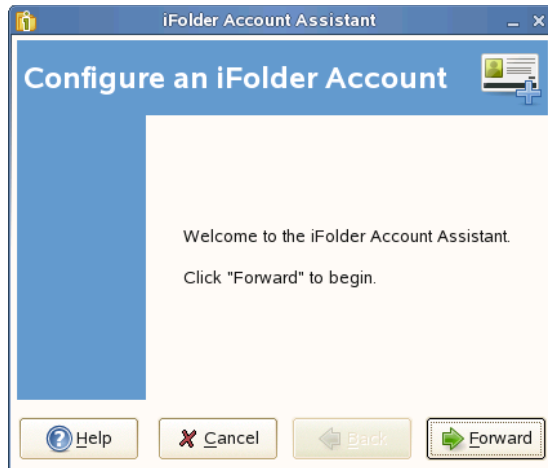 iFolder Account Assistant
Configure an iFolder Account
Welcome to the iFolder Account Assistant.
Click "Forward" to begin.
Help
Cancel
Back
Forward